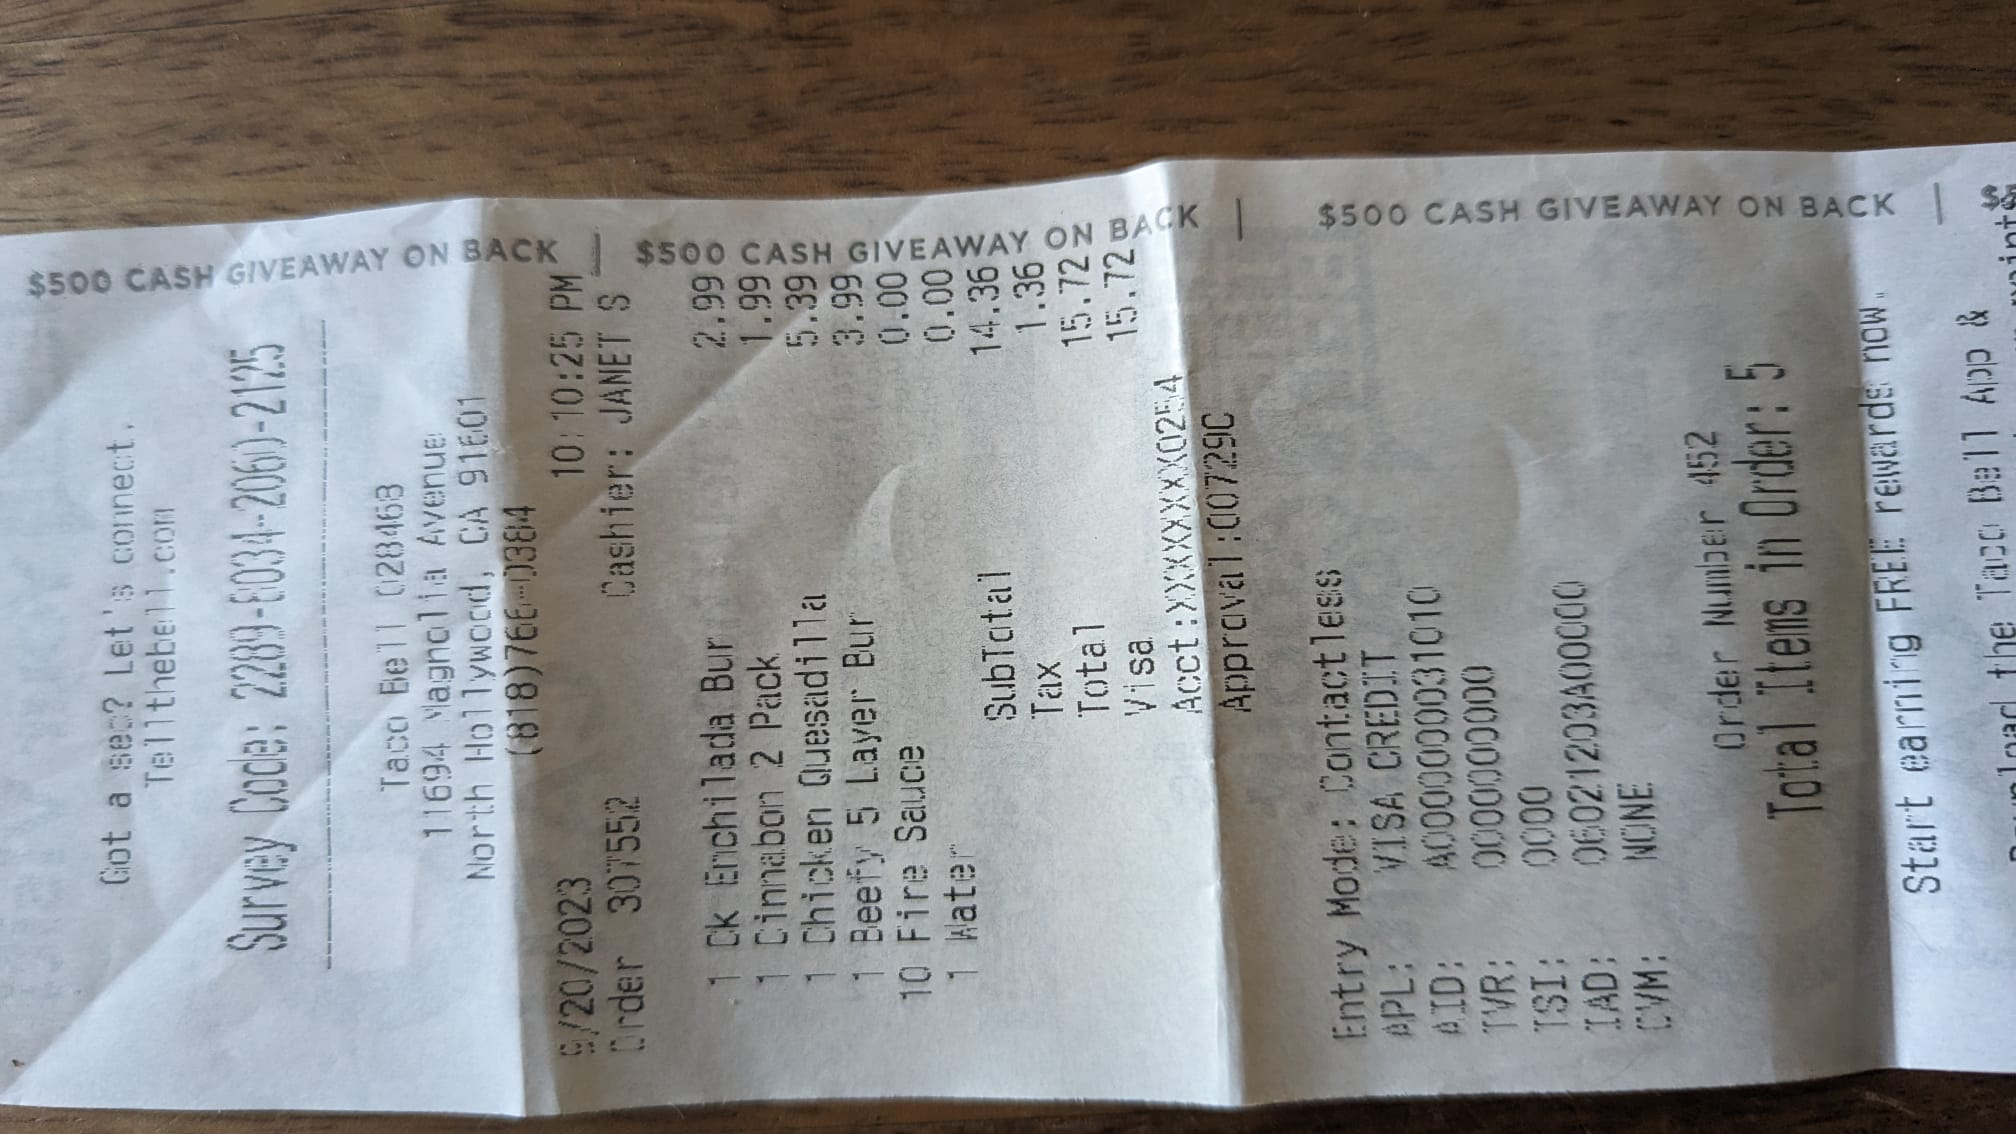 $500 CASH GIVEAWAY ON BACK | $500 CASH GIVEAWAY ON BACK | $500 CASH GIVEAWAY ON BACK |
Got a sec? Let's connect.
Tellthebell.com
Survey Code: 2289-E034-2060-2125
Taco Bell 028463
11694 Magnolia Avenue
North Hollywood, CA 91601
(818)766-0384
9/20/2023 10:10:25 PM
Order 307552 Cashier: JANET S
1 Ck Enchilada Bur 2.99
1 Cinnabon 2 Pack 1.99
1 Chicken Quesadilla 5.39
1 Beefy 5 Layer Bur 3.99
10 Fire Sauce 0.00
1 Water 0.00
SubTotal 14.36
Tax 1.36
Total 15.72
Visa 15.72
Acct:XXXXXXXX0254
Approval:00729C
Entry Mode: Contactless
APL: VISA CREDIT
AID: A0000000031010
TVR: 0000000000
TSI: 0000
IAD: 06021203A00000
CVM: NONE
Order Number 452
Total Items in Order: 5
Start earning FREE rewards now.
the Taco Bell App &